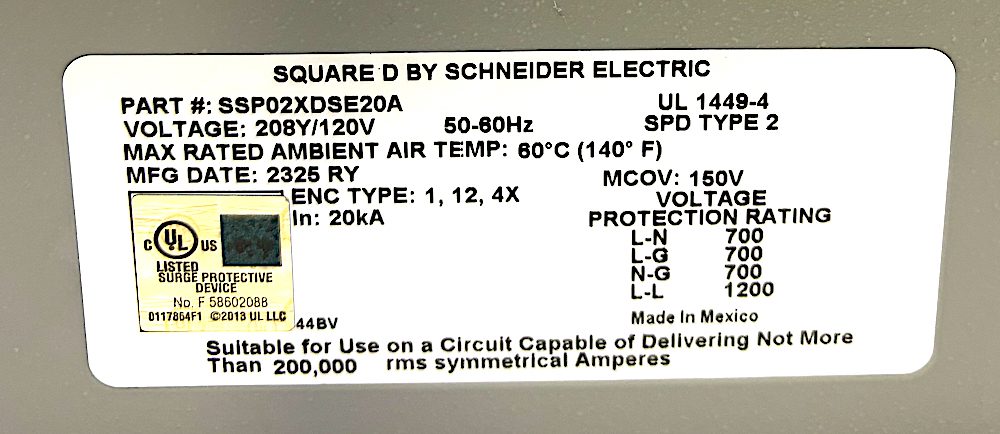 SQUARE D BY SCHNEIDER ELECTRIC
PART #: SSP02XDSE20A UL 1449-4
VOLTAGE: 208Y/120V 50-60Hz SPD TYPE 2
MAX RATED AMBIENT AIR TEMP: 60°C (140° F)
MFG DATE: 2325 RY MCOV: 150V
ENC TYPE: 1, 12, 4X VOLTAGE
In: 20kA PROTECTION RATING
L-N 700
L-G 700
N-G 700
L-L 1200
C UL US
LISTED
SURGE PROTECTIVE
DEVICE
No. F 58602088
0117864F1 ©2013 UL LLC
44BV Made In Mexico
Suitable for Use on a Circuit Capable of Delivering Not More
Than 200,000 rms symmetrical Amperes